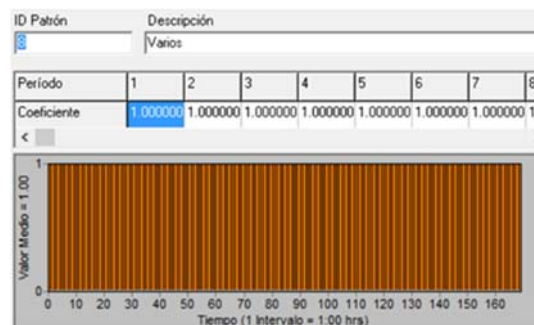 ID Patrón Descripción
8 Varios
Período 1 2 3 4 5 6 7 8
Coeficiente 1.000000 1.000000 1.000000 1.000000 1.000000 1.000000 1.000000 1
<
1
Valor Medio = 1.00
0
0 10 20 30 40 50 60 70 80 90 100 110 120 130 140 150 160
Tiempo (1 Intervalo = 1:00 hrs)